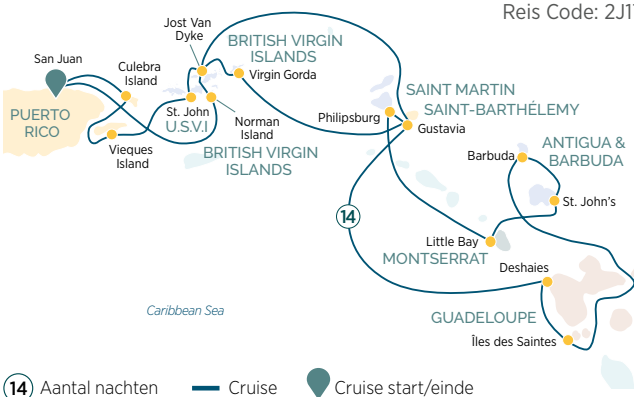 Reis Code: 2J1
Jost Van
Dyke
BRITISH VIRGIN
ISLANDS
San Juan
Culebra
Island
Virgin Gorda
PUERTO
RICO
St. John
U.S.V.I
Norman
Island
Vieques
Island
BRITISH VIRGIN
ISLANDS
SAINT MARTIN
SAINT-BARTHÉLEMY
Philipsburg
Gustavia
ANTIGUA &
BARBUDA
Barbuda
St. John's
14
Little Bay
MONTSERRAT
Deshaies
Caribbean Sea
GUADELOUPE
Îles des Saintes
14 Aantal nachten
Cruise
Cruise start/einde